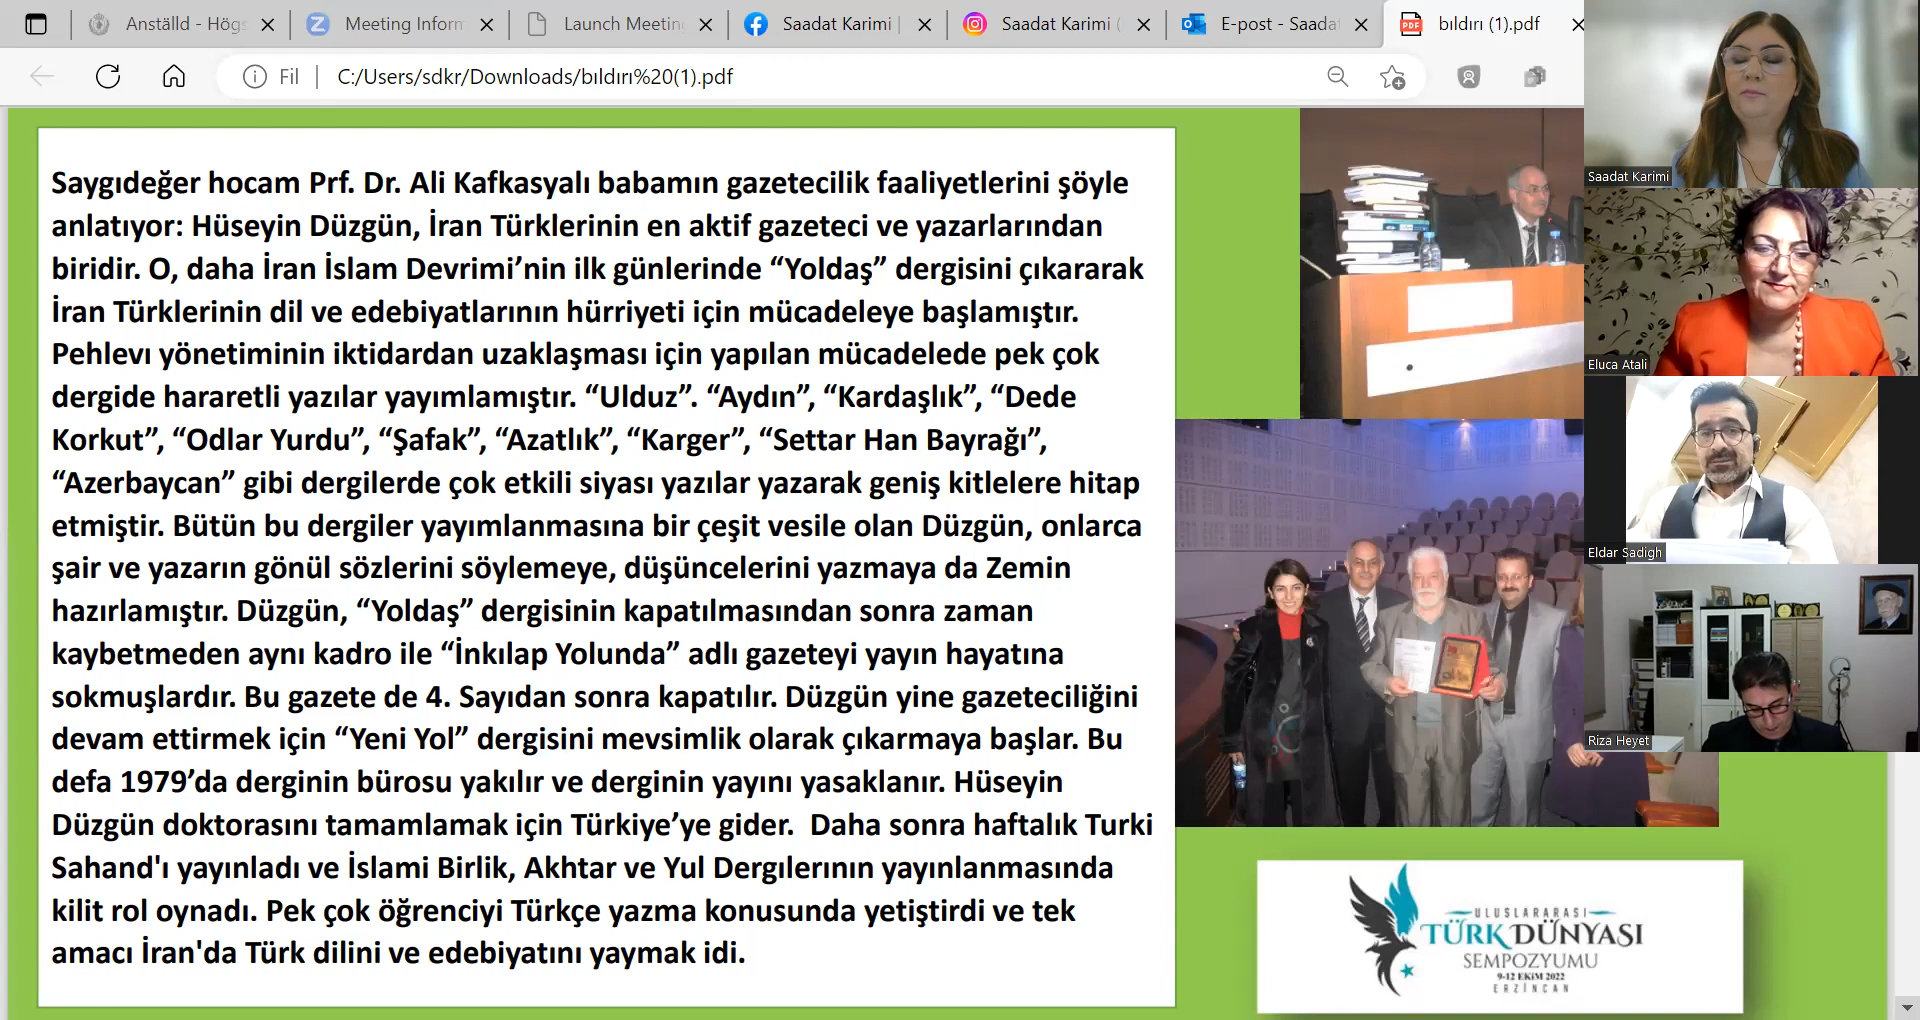 Anställd - Högs
Meeting Inform
Launch Meeting
Saadat Karimi |
Saadat Karimi (
E-post - Saada
bıldırı (1).pdf
Fil
C:/Users/sdkr/Downloads/bıldırı%20(1).pdf
Saygıdeğer hocam Prf. Dr. Ali Kafkasyalı babamın gazetecilik faaliyetlerini şöyle
anlatıyor: Hüseyin Düzgün, İran Türklerinin en aktif gazeteci ve yazarlarından
biridir. O, daha İran İslam Devrimi’nin ilk günlerinde “Yoldaş” dergisini çıkararak
İran Türklerinin dil ve edebiyatlarının hürriyeti için mücadeleye başlamıştır.
Pehlevı yönetiminin iktidardan uzaklaşması için yapılan mücadelede pek çok
dergide hararetli yazılar yayımlamıştır. “Ulduz”. “Aydın”, “Kardaşlık”, “Dede
Korkut”, “Odlar Yurdu”, “Şafak”, “Azatlık”, “Karger”, “Settar Han Bayrağı”,
“Azerbaycan” gibi dergilerde çok etkili siyası yazılar yazarak geniş kitlelere hitap
etmiştir. Bütün bu dergiler yayımlanmasına bir çeşit vesile olan Düzgün, onlarca
şair ve yazarın gönül sözlerini söylemeye, düşüncelerini yazmaya da Zemin
hazırlamıştır. Düzgün, “Yoldaş” dergisinin kapatılmasından sonra zaman
kaybetmeden aynı kadro ile “İnkılap Yolunda” adlı gazeteyi yayın hayatına
sokmuşlardır. Bu gazete de 4. Sayıdan sonra kapatılır. Düzgün yine gazeteciliğini
devam ettirmek için “Yeni Yol” dergisini mevsimlik olarak çıkarmaya başlar. Bu
defa 1979’da derginin bürosu yakılır ve derginin yayını yasaklanır. Hüseyin
Düzgün doktorasını tamamlamak için Türkiye’ye gider. Daha sonra haftalık Turki
Sahand'ı yayınladı ve İslami Birlik, Akhtar ve Yul Dergılerının yayınlanmasında
kilit rol oynadı. Pek çok öğrenciyi Türkçe yazma konusunda yetiştirdi ve tek
amacı İran'da Türk dilini ve edebiyatını yaymak idi.
Saadat Karimi
Eluca Atali
Eldar Sadigh
Riza Heyet
ULUSLARARASI
TÜRK DÜNYASI
SEMPOZYUMU
9-12 EKİM 2022
ERZİNCAN